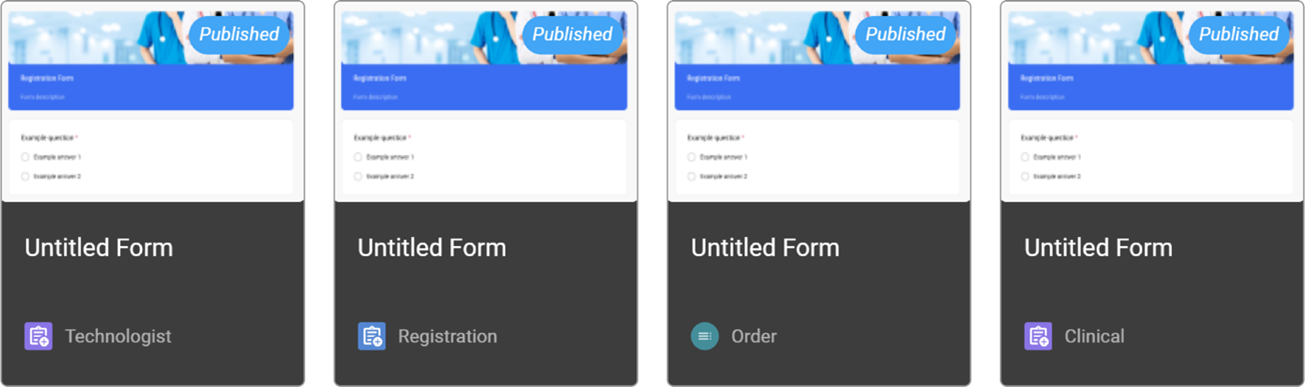 Published
Registration Form
Form description
Example question *
Example answer 1
Example answer 2
Untitled Form
Technologist
Published
Registration Form
Form description
Example question *
Example answer 1
Example answer 2
Untitled Form
Registration
Published
Registration Form
Form description
Example question *
Example answer 1
Example answer 2
Untitled Form
Order
Published
Registration Form
Form description
Example question *
Example answer 1
Example answer 2
Untitled Form
Clinical